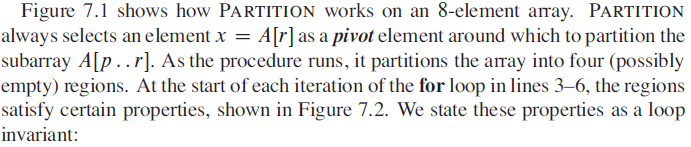 Figure 7.1 shows how PARTITION works on an 8-element array. PARTITION
always selects an element x = A[r] as a pivot element around which to partition the
subarray A[p . . r]. As the procedure runs, it partitions the array into four (possibly
empty) regions. At the start of each iteration of the for loop in lines 3–6, the regions
satisfy certain properties, shown in Figure 7.2. We state these properties as a loop
invariant: